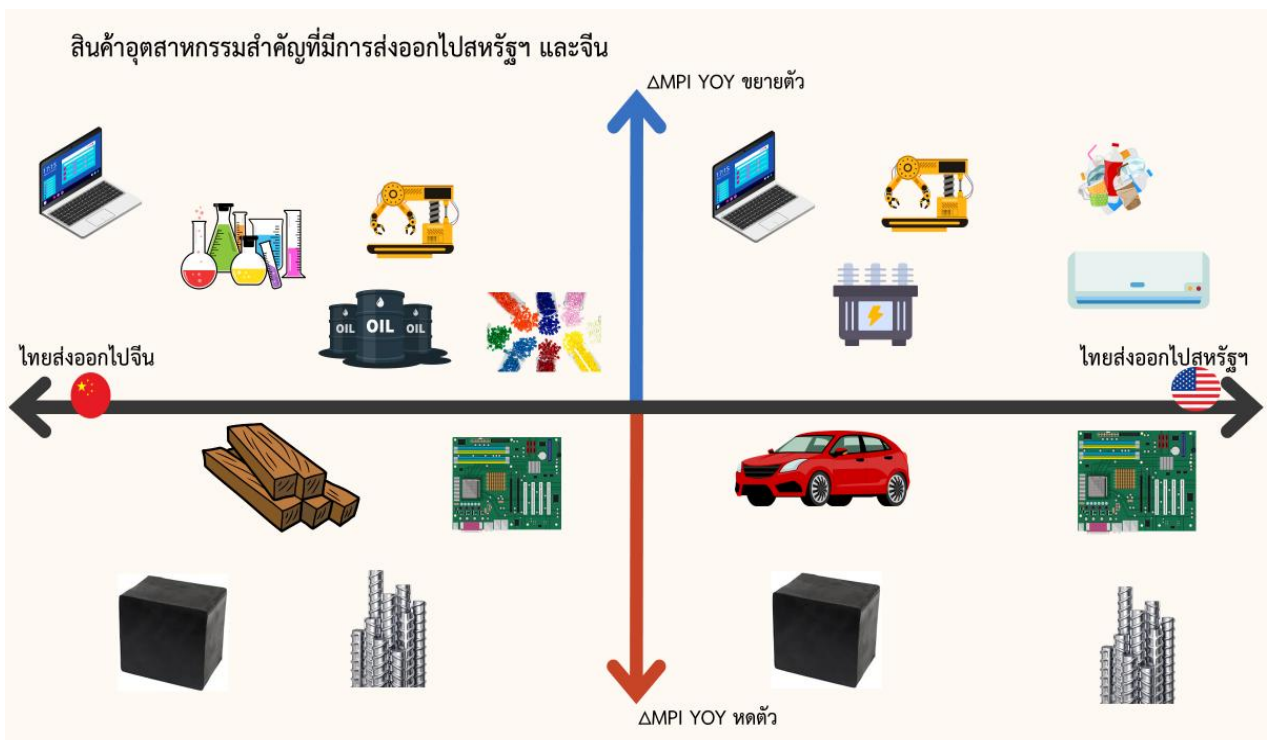 สินค้าอุตสาหกรรมสำคัญที่มีการส่งออกไปสหรัฐฯ และจีน
ΔMPI YOY ขยายตัว
OIL OIL OIL
ไทยส่งออกไปจีน
ไทยส่งออกไปสหรัฐฯ
ΔMPI YOY หดตัว